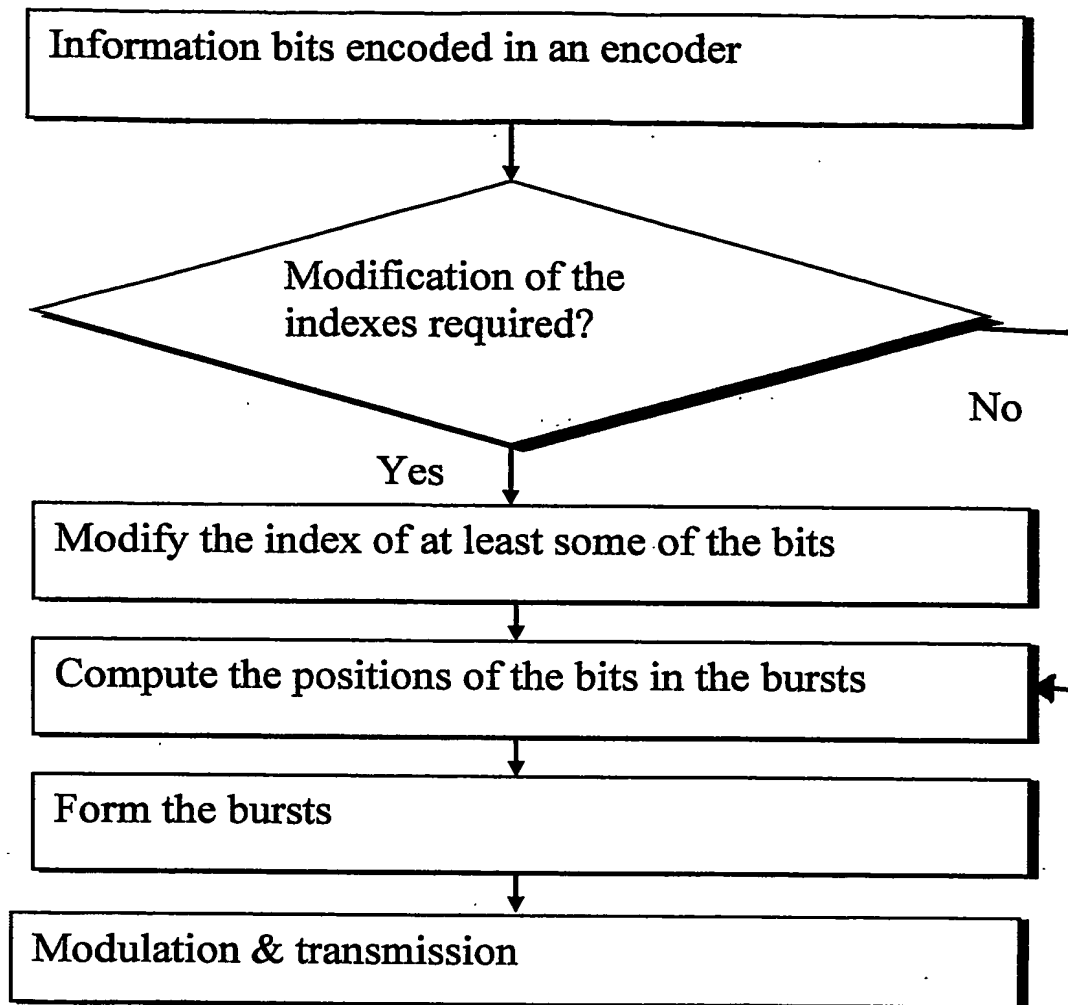 Information bits encoded in an encoder
Modification of the
indexes required?
No
Yes
Modify the index of at least some of the bits
Compute the positions of the bits in the bursts
Form the bursts
Modulation & transmission